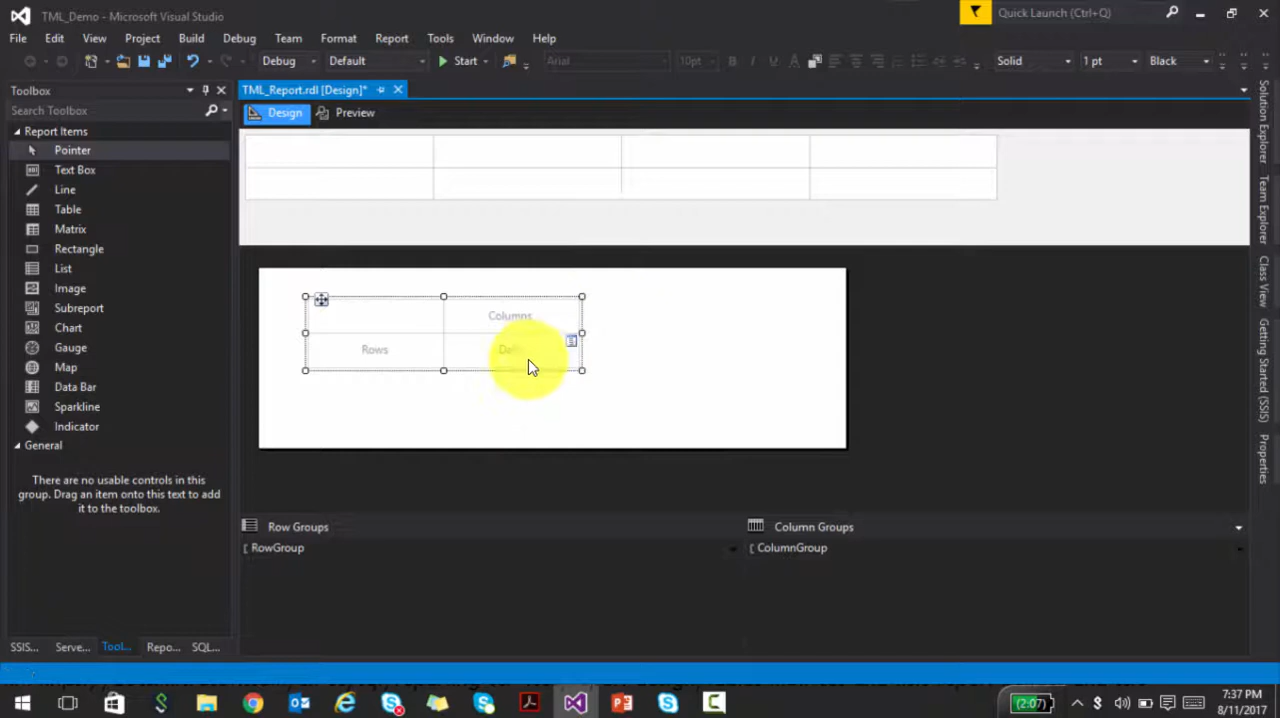 TML_Demo - Microsoft Visual Studio
Quick Launch (Ctrl+Q)
File Edit View Project Build Debug Team Format Report Tools Window Help
Debug Default Start Arial 10pt B I U A Solid 1 pt Black
Toolbox
TML_Report.rdl [Design]*
Search Toolbox
Design Preview
Report Items
Pointer
Text Box
Line
Table
Matrix
Rectangle
List
Image
Subreport
Chart
Gauge
Map
Data Bar
Sparkline
Indicator
General
There are no usable controls in this
group. Drag an item onto this text to add
it to the toolbox.
Columns
Rows
Row Groups
Column Groups
[ RowGroup
[ ColumnGroup
Solution Explorer
Team Explorer
Class View
Getting Started (SSIS)
Properties
SSIS... Serve... Tool... Repo... SQL...
(2:07)
7:37 PM
8/11/2017